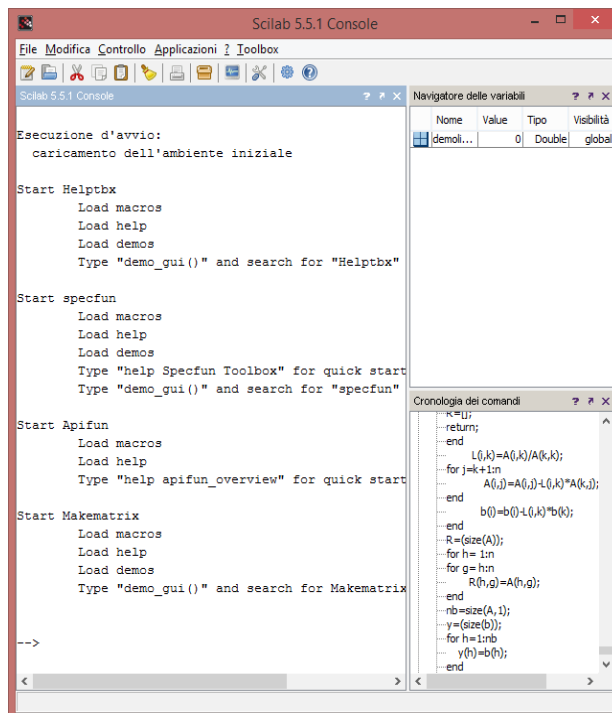 Scilab 5.5.1 Console
File Modifica Controllo Applicazioni ? Toolbox
Scilab 5.5.1 Console
Esecuzione d'avvio:
caricamento dell'ambiente iniziale
Start Helptbx
Load macros
Load help
Load demos
Type "demo_gui()" and search for "Helptbx"
Start specfun
Load macros
Load help
Load demos
Type "help Specfun Toolbox" for quick start
Type "demo_gui()" and search for "specfun"
Start Apifun
Load macros
Load help
Type "help apifun_overview" for quick start
Start Makematrix
Load macros
Load help
Load demos
Type "demo_gui()" and search for Makematrix
-->
Navigatore delle variabili
Nome Value Tipo Visibilità
demoli... 0 Double global
Cronologia dei comandi
R=[];
return;
end
L(i,k)=A(i,k)/A(k,k);
for j=k+1:n
A(i,j)=A(i,j)-L(i,k)*A(k,j);
end
b(i)=b(i)-L(i,k)*b(k);
end
R=(size(A));
for h= 1:n
for g= h:n
R(h,g)=A(h,g);
end
end
nb=size(A,1);
y=(size(b));
for h=1:nb
y(h)=b(h);
end